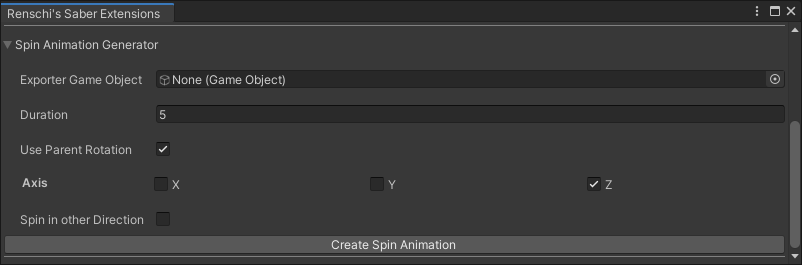 Renschi's Saber Extensions
Spin Animation Generator
Exporter Game Object
None (Game Object)
Duration
5
Use Parent Rotation
Axis
X
Y
Z
Spin in other Direction
Create Spin Animation